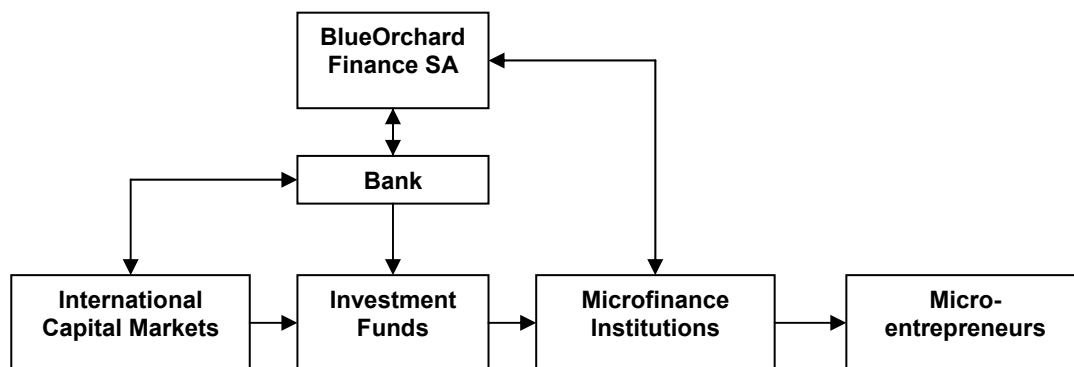 BlueOrchard
Finance SA
Bank
International
Capital Markets
Investment
Funds
Microfinance
Institutions
Micro-
entrepreneurs